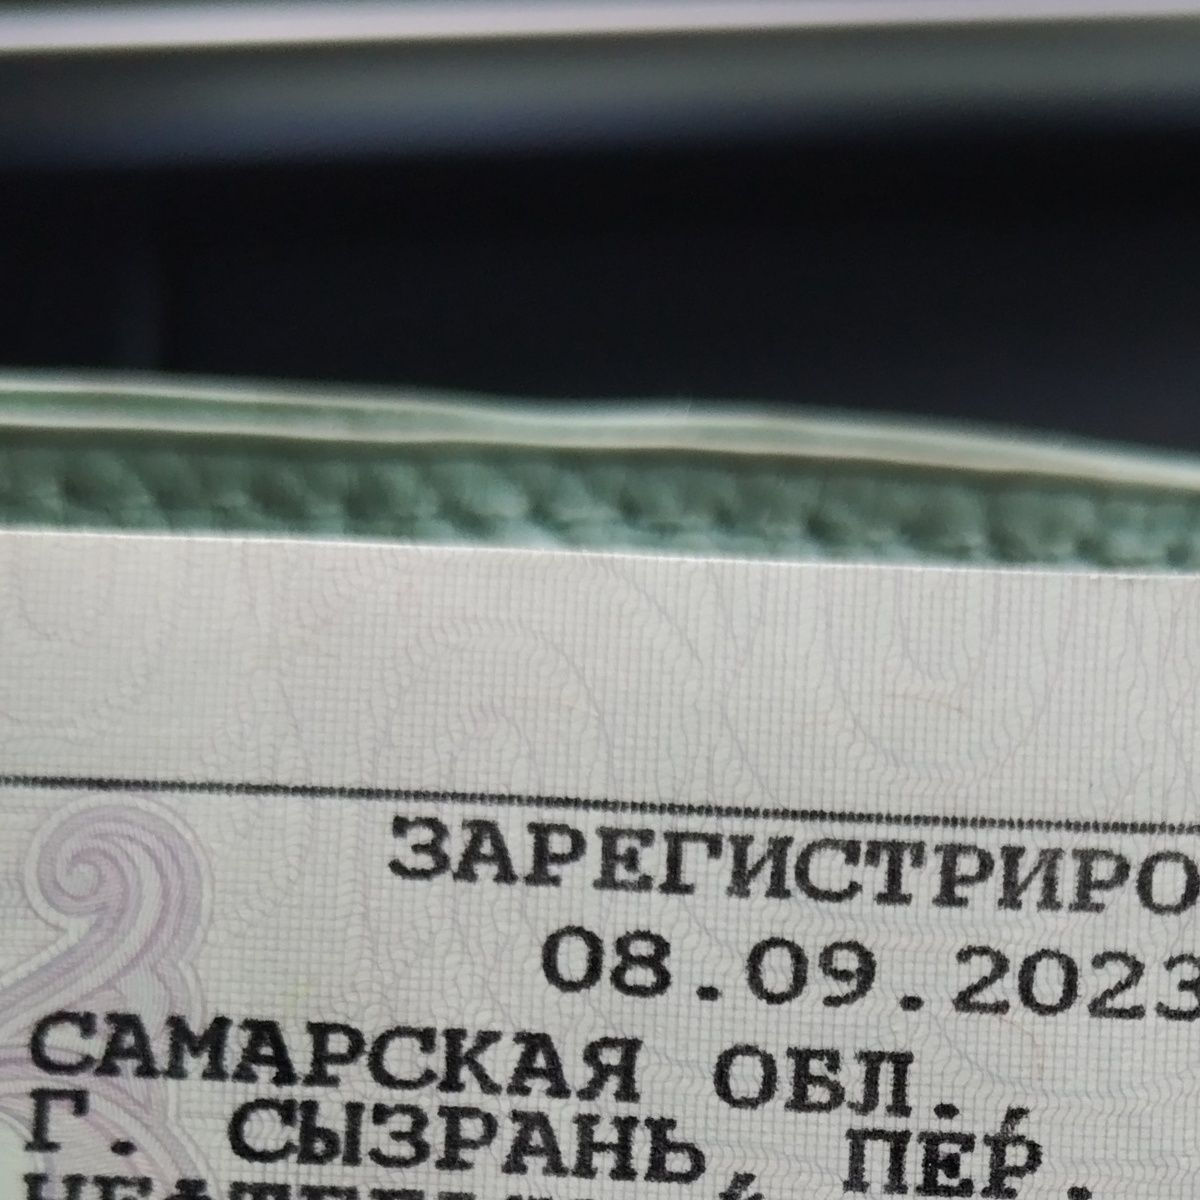 ЗАРЕГИСТРИРО
08.09.2023
САМАРСКАЯ ОБЛ.,
Г. СЫЗРАНЬ, ПЕР.